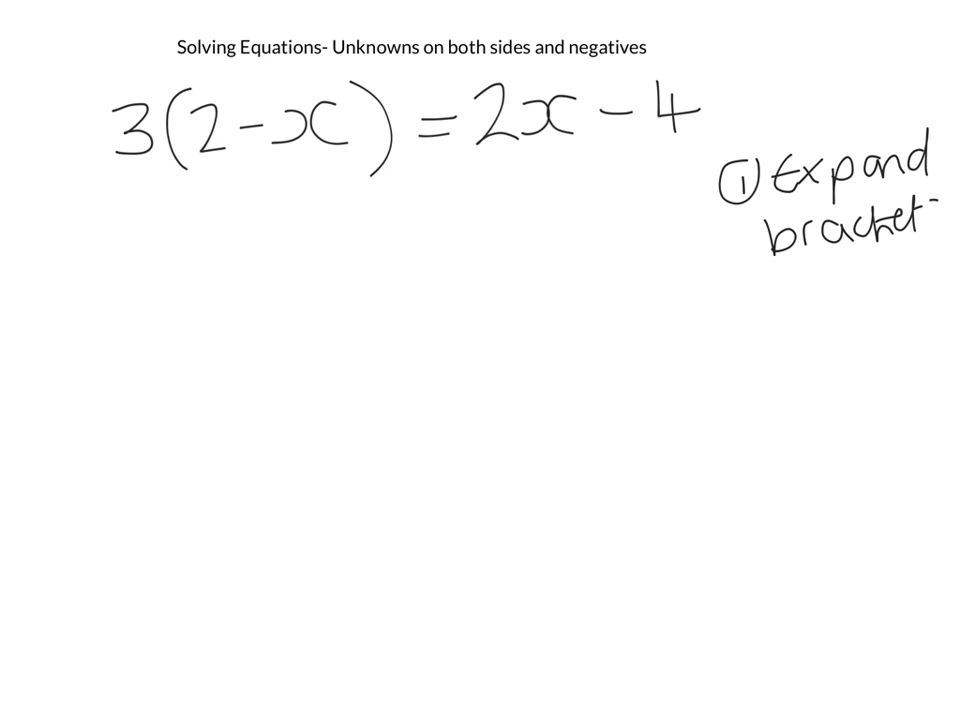 Solving Equations- Unknowns on both sides and negatives
3(2-x) = 2x - 4
① Expand
bracket